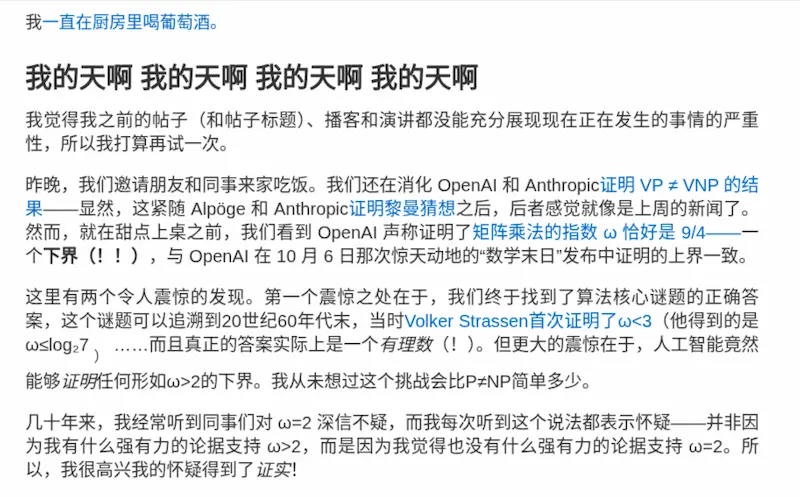 我一直在厨房里喝葡萄酒。
我的天啊 我的天啊 我的天啊 我的天啊
我觉得我之前的帖子（和帖子标题）、播客和演讲都没能充分展现现在正在发生的事情的严重
性，所以我打算再试一次。
昨晚，我们邀请朋友和同事来家吃饭。我们还在消化 OpenAI 和 Anthropic证明 VP ≠ VNP 的结
果——显然，这紧随 Alpöge 和 Anthropic证明黎曼猜想之后，后者感觉就像是上周的新闻了。
然而，就在甜点上桌之前，我们看到 OpenAI 声称证明了矩阵乘法的指数 ω 恰好是 9/4——一
个下界（！！），与 OpenAI 在 10 月 6 日那次惊天动地的“数学末日”发布中证明的上界一致。
这里有两个令人震惊的发现。第一个震惊之处在于，我们终于找到了算法核心谜题的正确答
案，这个谜题可以追溯到20世纪60年代末，当时Volker Strassen首次证明了ω<3（他得到的是
ω≤log₂7 ） ……而且真正的答案实际上是一个有理数（！）。但更大的震惊在于，人工智能竟然
能够证明任何形如ω>2的下界。我从未想过这个挑战会比P≠NP简单多少。
几十年来，我经常听到同事们对 ω=2 深信不疑，而我每次听到这个说法都表示怀疑——并非因
为我有什么强有力的论据支持 ω>2，而是因为我觉得也没有什么强有力的论据支持 ω=2。所
以，我很高兴我的怀疑得到了证实！